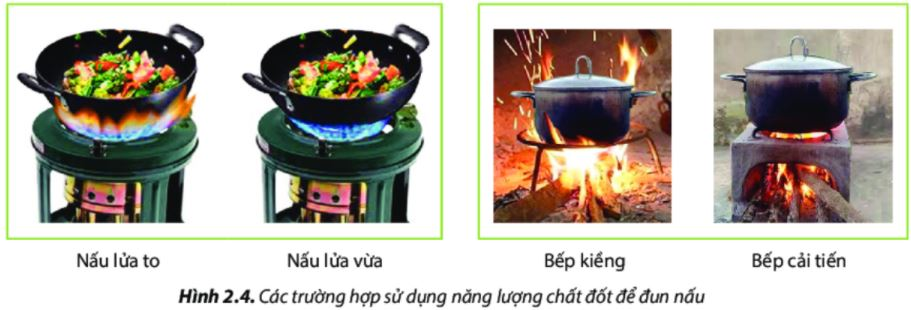 Nấu lửa to
Nấu lửa vừa
Bếp kiềng
Bếp cải tiến
Hình 2.4. Các trường hợp sử dụng năng lượng chất đốt để đun nấu